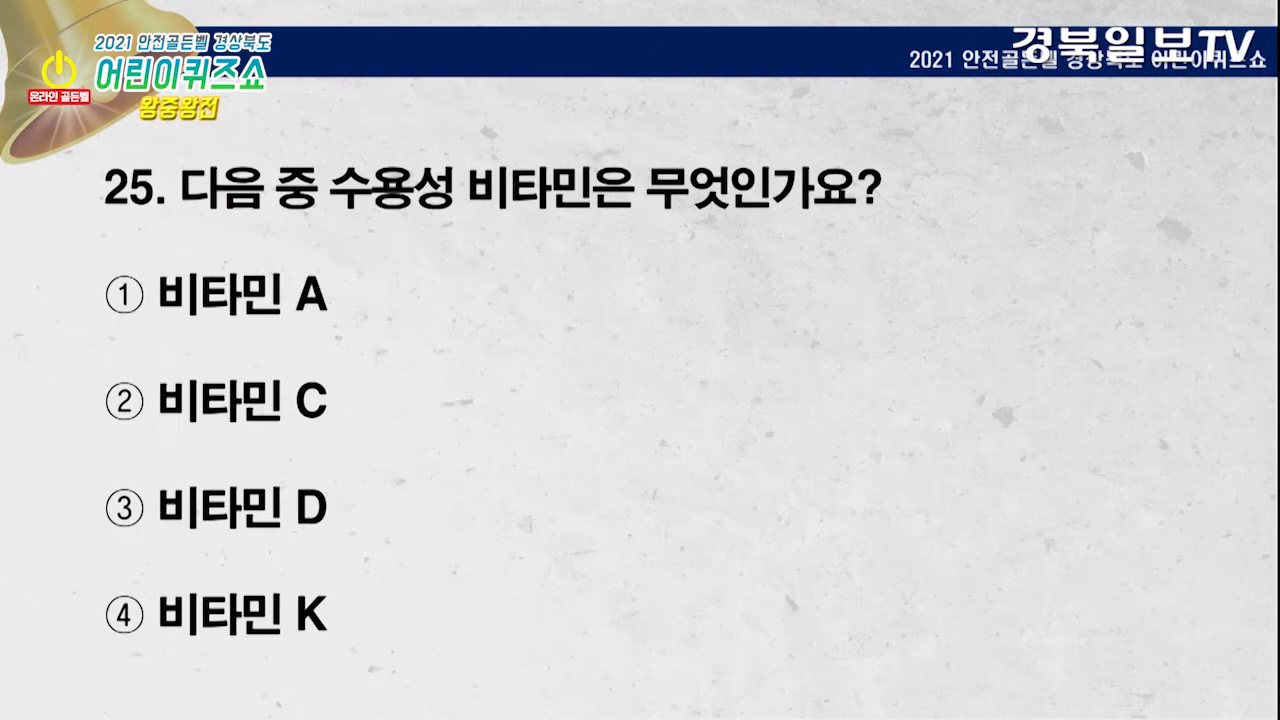 2021 안전골든벨 경상북도
어린이퀴즈쇼
왕중왕전
온라인 골든벨
경북일보TV
2021 안전골든벨 경상북도 어린이퀴즈쇼
25. 다음 중 수용성 비타민은 무엇인가요?
① 비타민 A
② 비타민 C
③ 비타민 D
④ 비타민 K